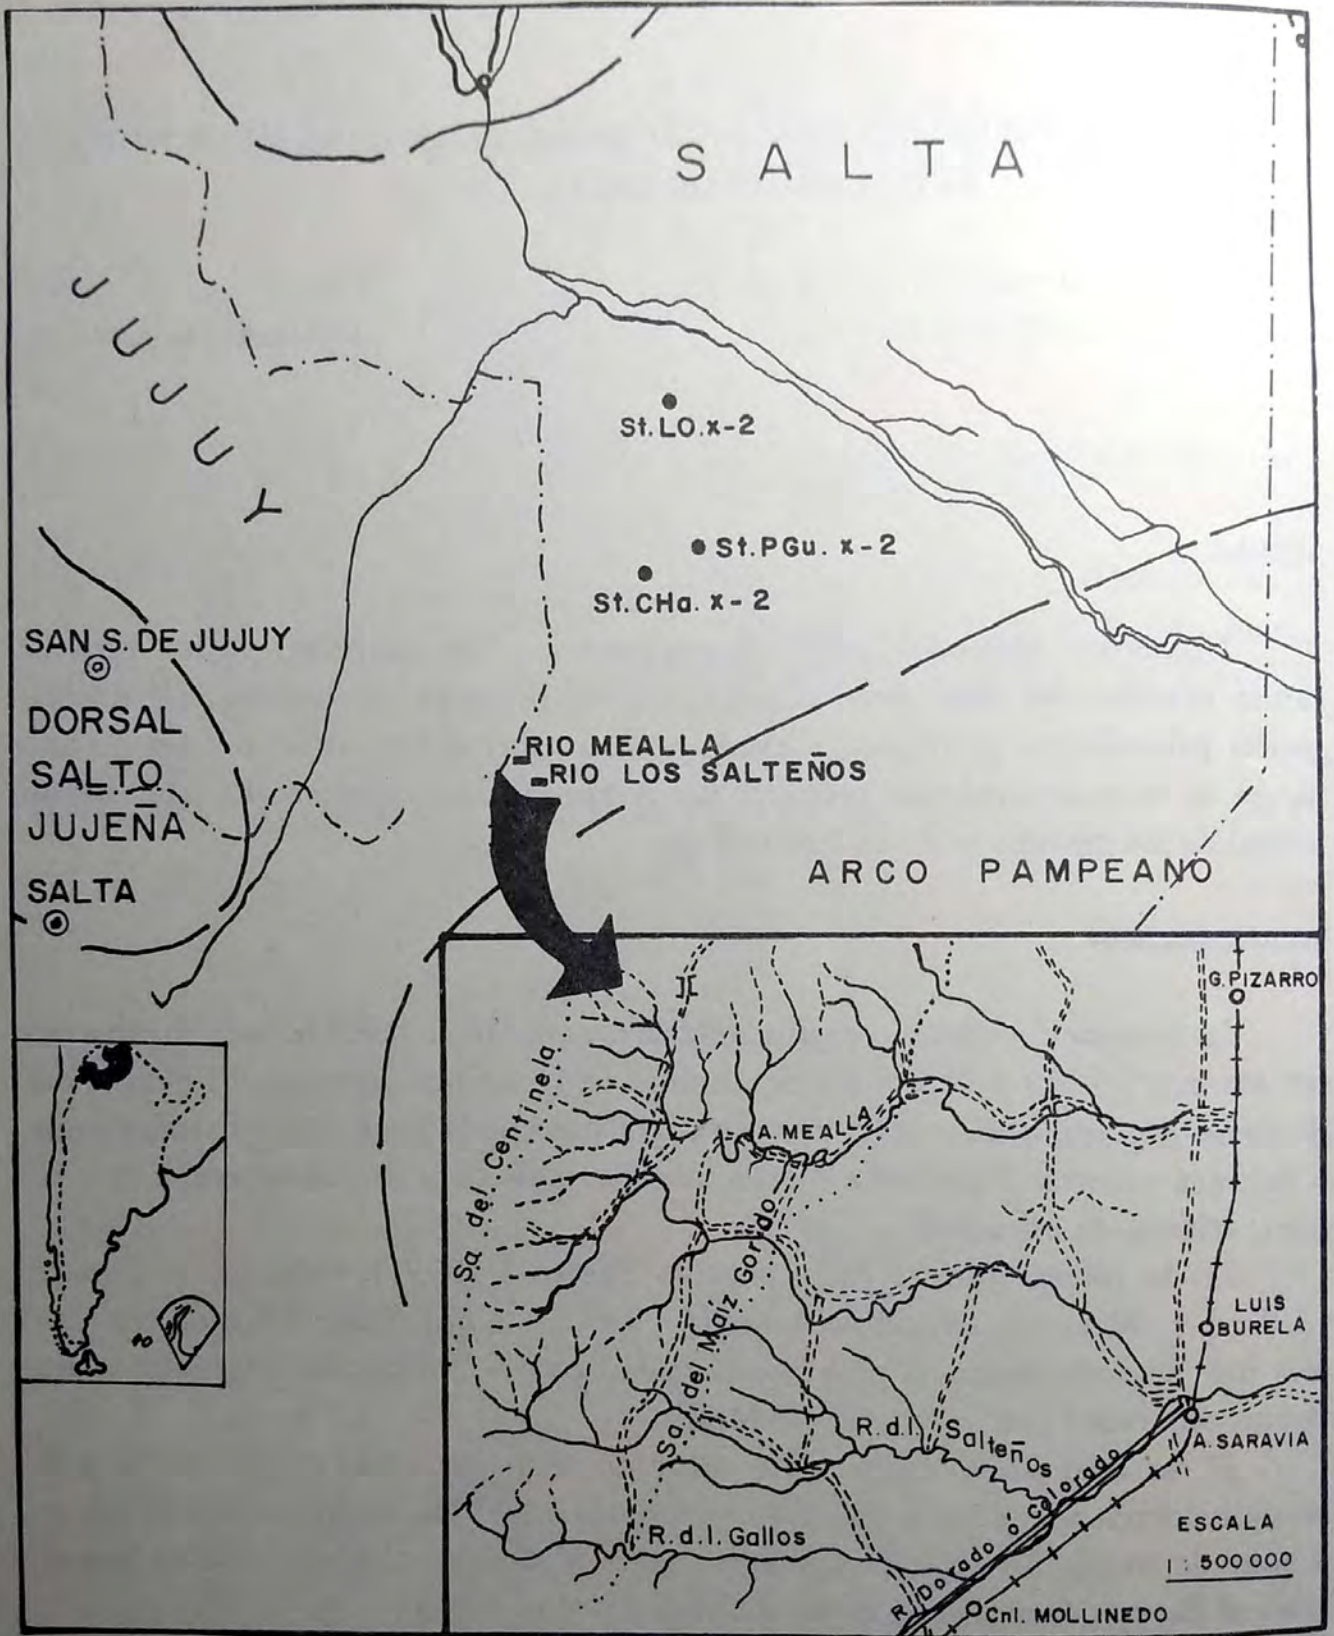 SALTA
JUJUY
St.LO.x-2
St.PGu. x-2
St.CHa. x-2
SAN S. DE JUJUY
DORSAL
SALTO
JUJEÑA
SALTA
RIO MEALLA
RIO LOS SALTEÑOS
ARCO PAMPEANO
G. PIZARRO
Sa. del Centinela
A. MEALLA
Sa. del Maíz Gordo
LUIS
BURELA
R.d.l. Salteños
A. SARAVIA
R. Dorado ó Colorado
R.d.l. Gallos
ESCALA
1 : 500 000
Cnl. MOLLINEDO